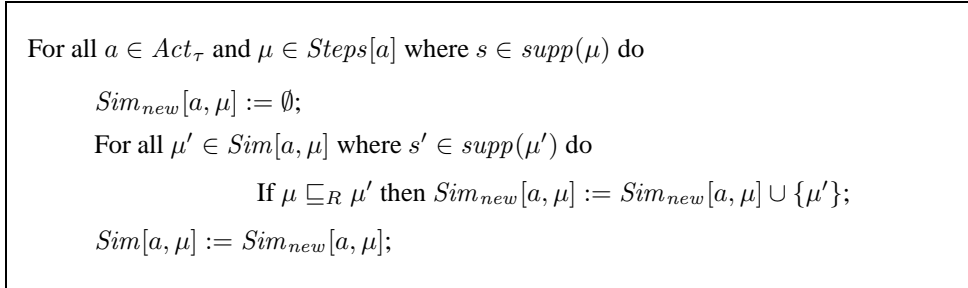 For all a ∈ Act_τ and μ ∈ Steps[a] where s ∈ supp(μ) do
Sim_new[a, μ] := ∅;
For all μ′ ∈ Sim[a, μ] where s′ ∈ supp(μ′) do
If μ ⊑_R μ′ then Sim_new[a, μ] := Sim_new[a, μ] ∪ {μ′};
Sim[a, μ] := Sim_new[a, μ];